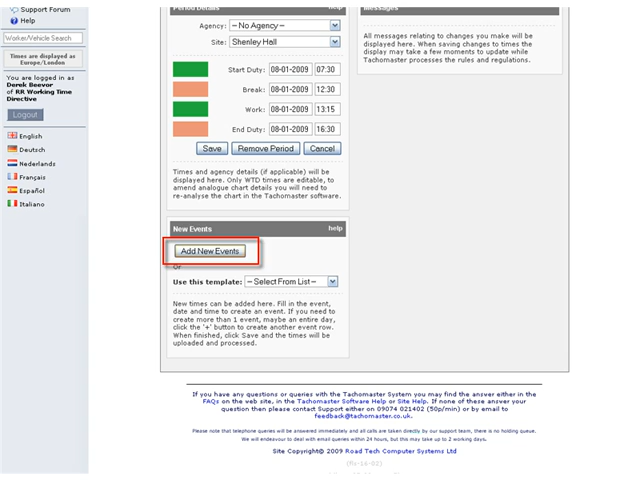 Support Forum
Help
Worker/Vehicle Search
Times are displayed as
Europe/London
You are logged in as
Derek Beevor
of RR Working Time
Directive
Logout
English
Deutsch
Nederlands
Français
Español
Italiano
Period Details help
Agency: -- No Agency --
Site: Shenley Hall
Start Duty: 08-01-2009 07:30
Break: 08-01-2009 12:30
Work: 08-01-2009 13:15
End Duty: 08-01-2009 16:30
Save Remove Period Cancel
Times and agency details (if applicable) will be
displayed here. Only WTD times are editable, to
amend analogue chart details you will need to
re-analyse the chart in the Tachomaster software.
New Events help
Add New Events
Or
Use this template: -- Select From List --
New times can be added here. Fill in the event,
date and time to create an event. If you need to
create more than 1 event, maybe an entire day,
click the '+' button to create another event row.
When finished, click Save and the times will be
uploaded and processed.
Messages
All messages relating to changes you make will be
displayed here. When saving changes to times the
display may take a few moments to update while
Tachomaster processes the rules and regulations.
If you have any questions or queries with the Tachomaster System you may find the answer either in the
FAQs on the web site, in the Tachomaster Software Help or Site Help. If none of these answer your
question then please contact Support either on 09074 021402 (50p/min) or by email to
feedback@tachomaster.co.uk.
Please note that telephone queries will be answered immediately and all calls are taken directly by our support team, there is no holding queue.
We will endeavour to deal with email queries within 24 hours, but this may take up to 2 working days.
Site Copyright© 2009 Road Tech Computer Systems Ltd